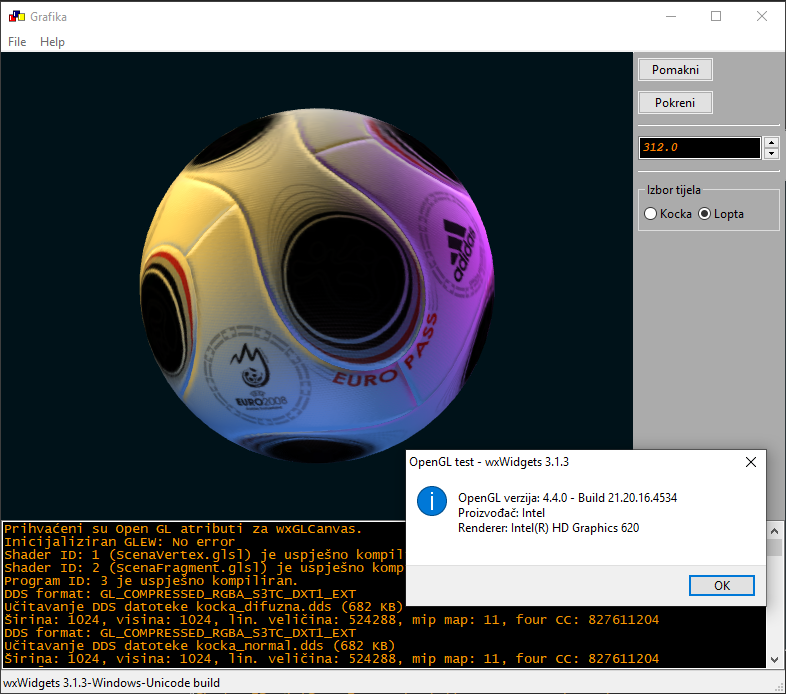 Grafika
File Help
Pomakni
Pokreni
312.0
Izbor tijela
Kocka Lopta
adidas
EURO PASS
EURO2008
OpenGL test - wxWidgets 3.1.3
OpenGL verzija: 4.4.0 - Build 21.20.16.4534
Proizvođač: Intel
Renderer: Intel(R) HD Graphics 620
OK
Prihvaćeni su Open GL atributi za wxGLCanvas.
Inicijaliziran GLEW: No error
Shader ID: 1 (ScenaVertex.glsl) je uspješno kompil
Shader ID: 2 (ScenaFragment.glsl) je uspješno komp
Program ID: 3 je uspješno kompiliran.
DDS format: GL_COMPRESSED_RGBA_S3TC_DXT1_EXT
Učitavanje DDS datoteke kocka_difuzna.dds (682 KB)
Širina: 1024, visina: 1024, lin. veličina: 524288, mip map: 11, four CC: 827611204
DDS format: GL_COMPRESSED_RGBA_S3TC_DXT1_EXT
Učitavanje DDS datoteke kocka_normal.dds (682 KB)
Širina: 1024, visina: 1024, lin. veličina: 524288, mip map: 11, four CC: 827611204
wxWidgets 3.1.3-Windows-Unicode build